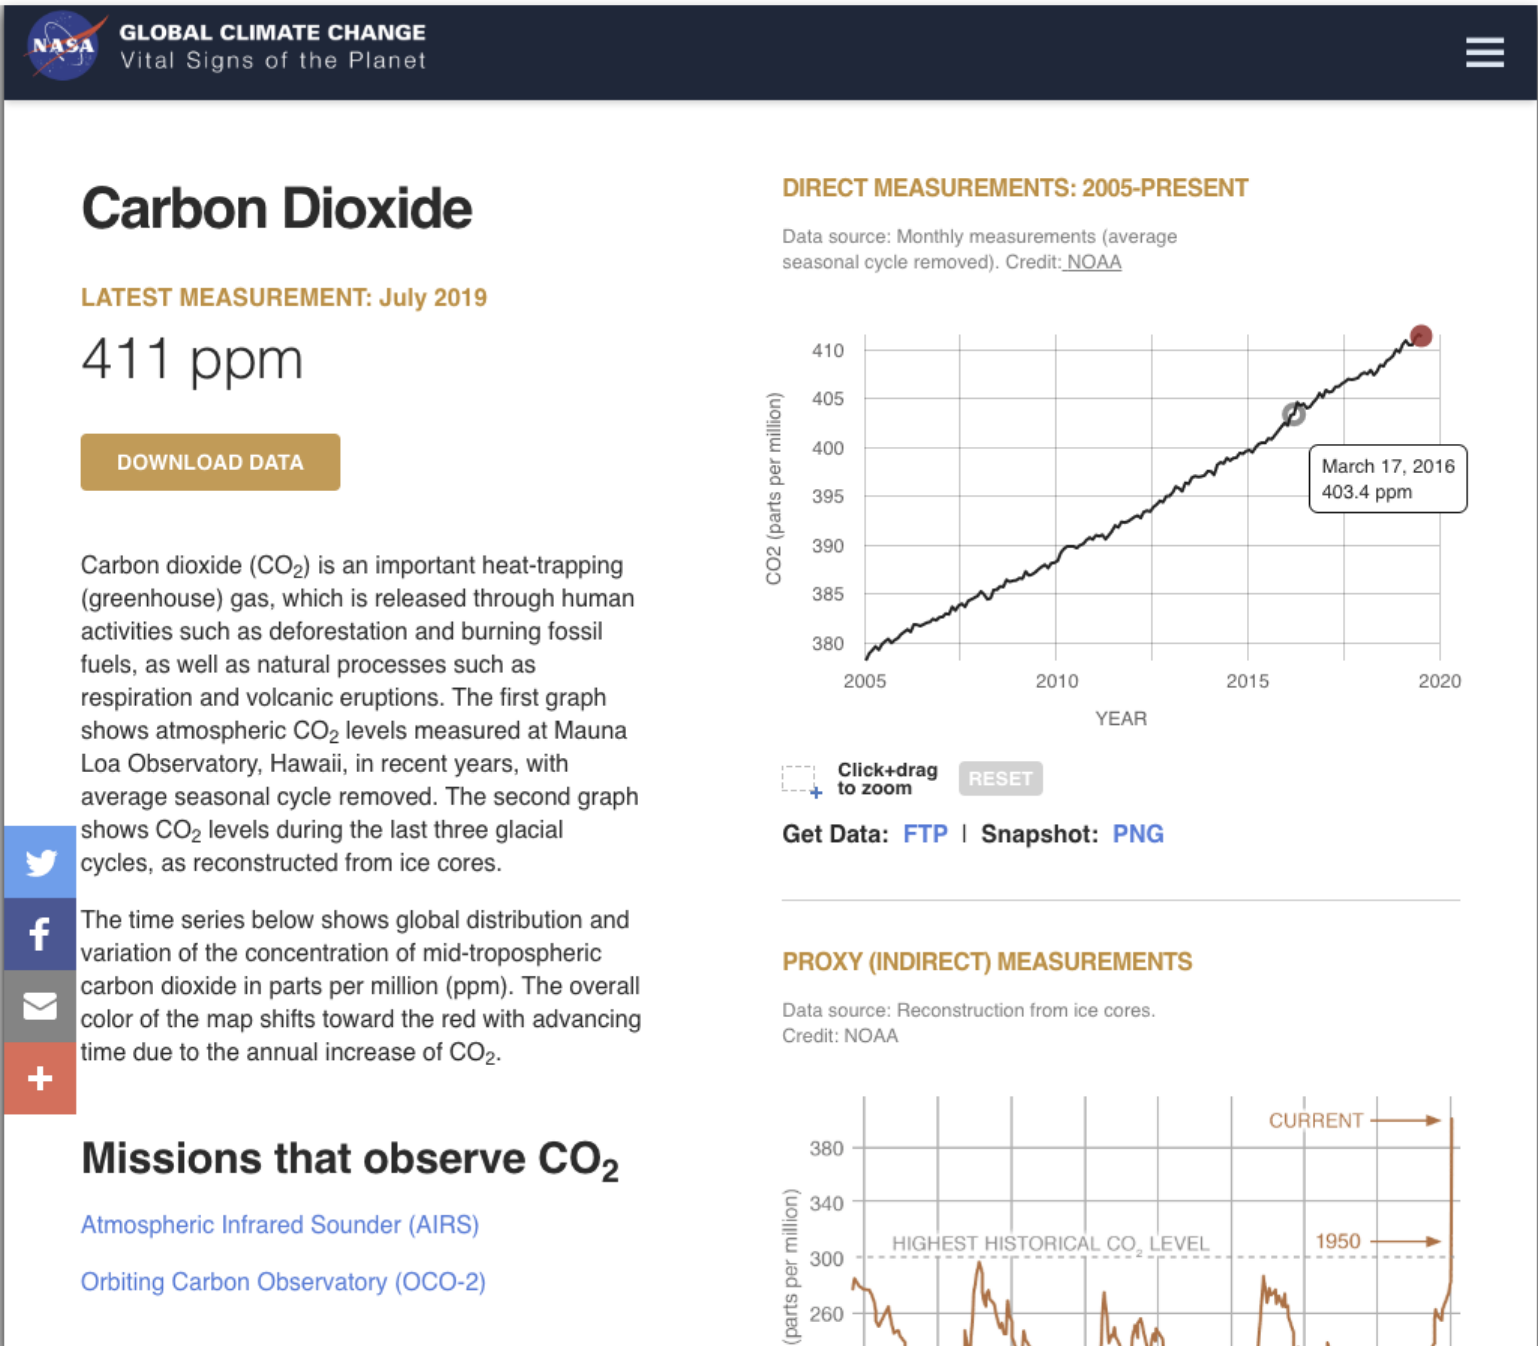 NASA
GLOBAL CLIMATE CHANGE
Vital Signs of the Planet
Carbon Dioxide
LATEST MEASUREMENT: July 2019
411 ppm
DOWNLOAD DATA
Carbon dioxide (CO₂) is an important heat-trapping
(greenhouse) gas, which is released through human
activities such as deforestation and burning fossil
fuels, as well as natural processes such as
respiration and volcanic eruptions. The first graph
shows atmospheric CO₂ levels measured at Mauna
Loa Observatory, Hawaii, in recent years, with
average seasonal cycle removed. The second graph
shows CO₂ levels during the last three glacial
cycles, as reconstructed from ice cores.
The time series below shows global distribution and
variation of the concentration of mid-tropospheric
carbon dioxide in parts per million (ppm). The overall
color of the map shifts toward the red with advancing
time due to the annual increase of CO₂.
Missions that observe CO₂
Atmospheric Infrared Sounder (AIRS)
Orbiting Carbon Observatory (OCO-2)
DIRECT MEASUREMENTS: 2005-PRESENT
Data source: Monthly measurements (average
seasonal cycle removed). Credit: NOAA
CO2 (parts per million)
410
405
400
395
390
385
380
March 17, 2016
403.4 ppm
2005 2010 2015 2020
YEAR
Click+drag
to zoom
RESET
Get Data: FTP | Snapshot: PNG
PROXY (INDIRECT) MEASUREMENTS
Data source: Reconstruction from ice cores.
Credit: NOAA
(parts per million)
CURRENT
380
340
HIGHEST HISTORICAL CO₂ LEVEL
1950
300
260